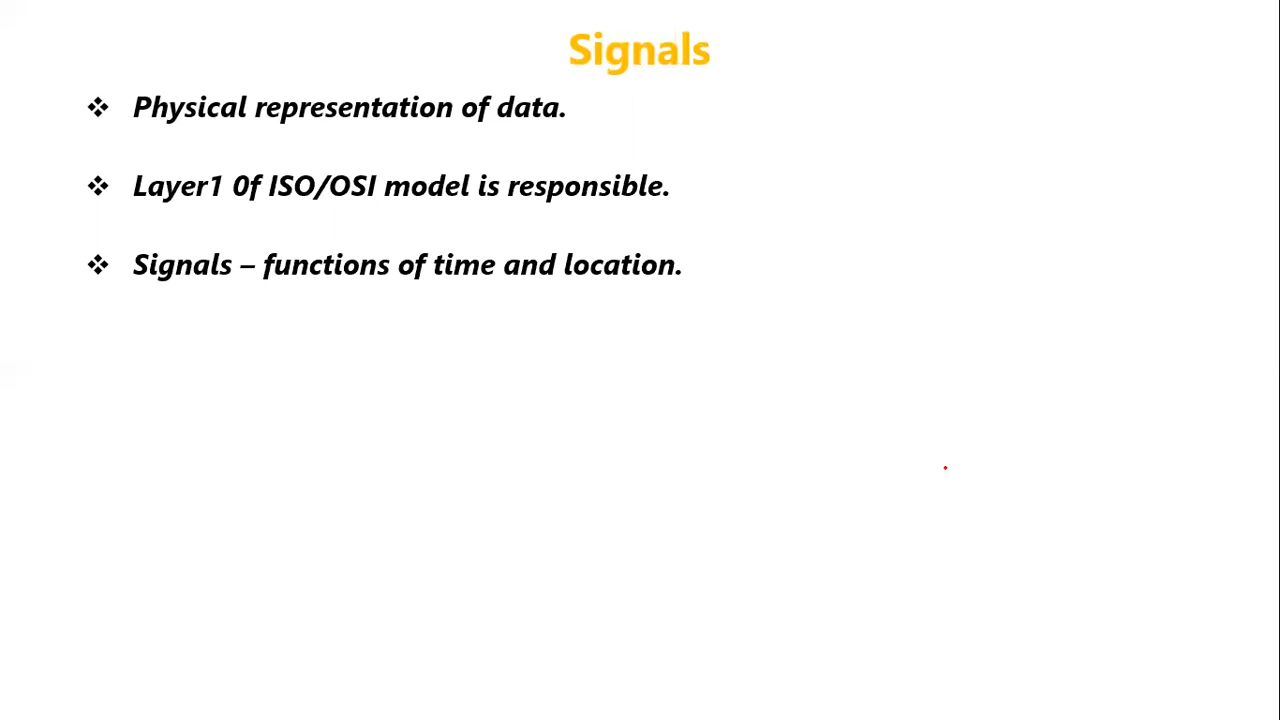 Signals
❖ Physical representation of data.
❖ Layer1 0f ISO/OSI model is responsible.
❖ Signals – functions of time and location.